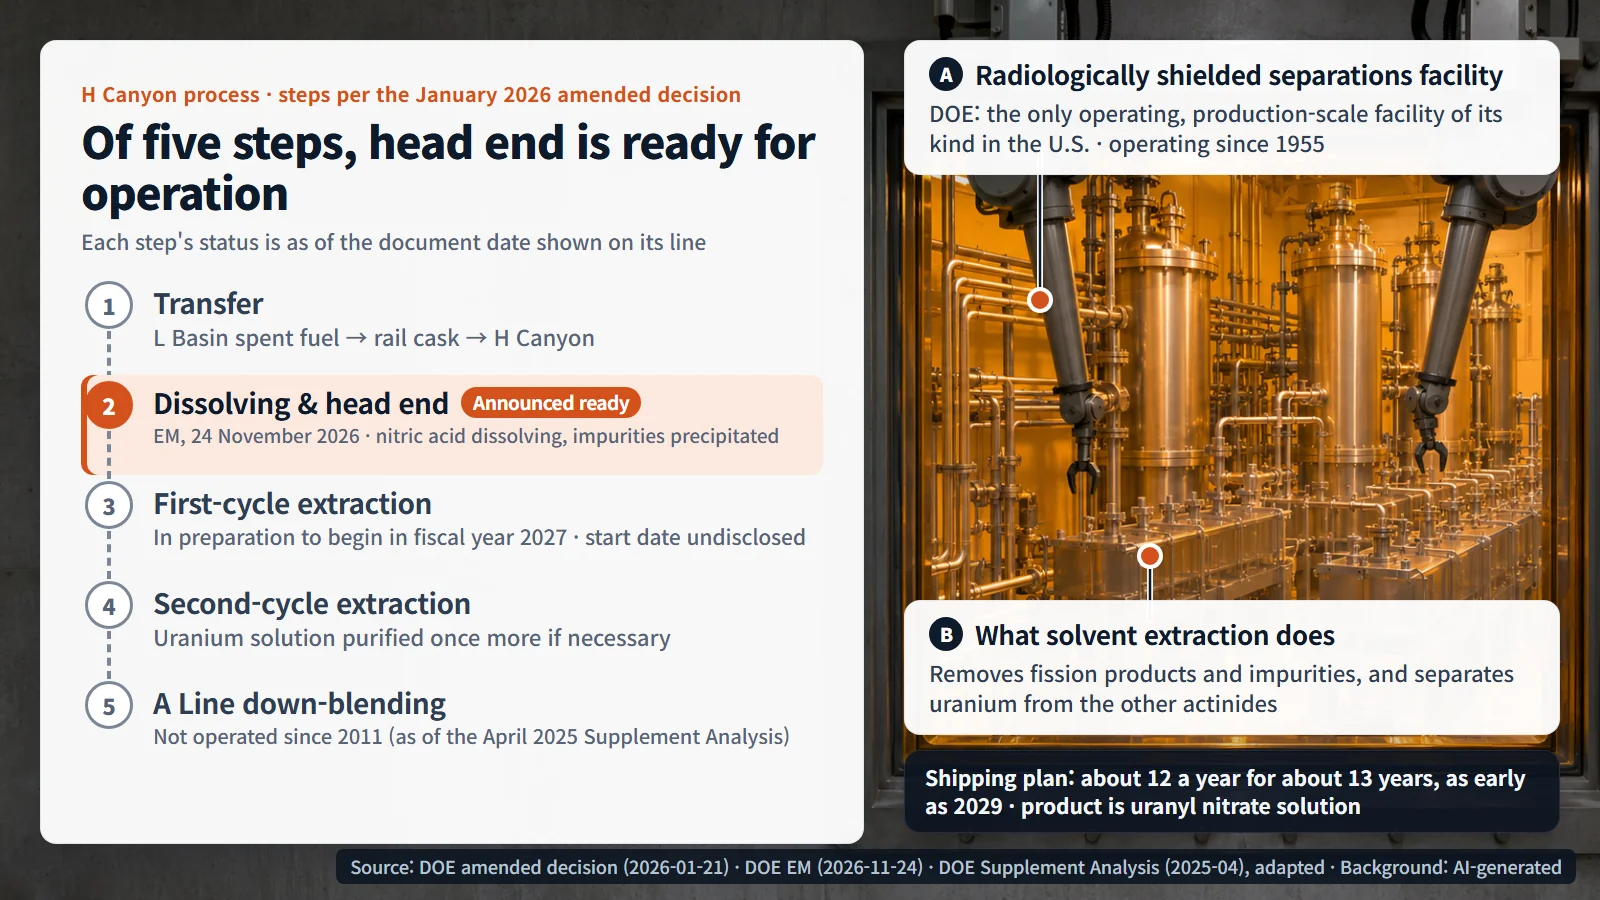 H Canyon process · steps per the January 2026 amended decision
Of five steps, head end is ready for
operation
Each step's status is as of the document date shown on its line
1
Transfer
L Basin spent fuel → rail cask → H Canyon
2
Dissolving & head end
Announced ready
EM, 24 November 2026 · nitric acid dissolving, impurities precipitated
3
First-cycle extraction
In preparation to begin in fiscal year 2027 · start date undisclosed
4
Second-cycle extraction
Uranium solution purified once more if necessary
5
A Line down-blending
Not operated since 2011 (as of the April 2025 Supplement Analysis)
A
Radiologically shielded separations facility
DOE: the only operating, production-scale facility of its
kind in the U.S. · operating since 1955
B
What solvent extraction does
Removes fission products and impurities, and separates
uranium from the other actinides
Shipping plan: about 12 a year for about 13 years, as early
as 2029 · product is uranyl nitrate solution
Source: DOE amended decision (2026-01-21) · DOE EM (2026-11-24) · DOE Supplement Analysis (2025-04), adapted · Background: AI-generated